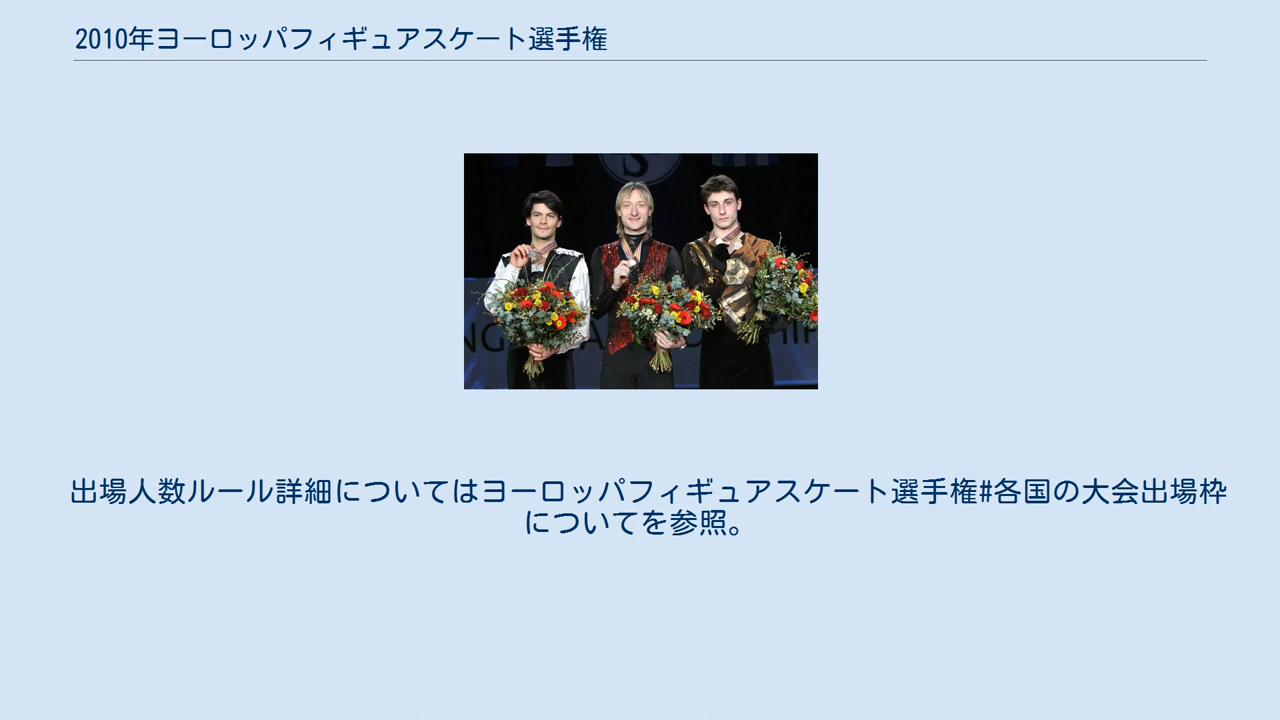 2010年ヨーロッパフィギュアスケート選手権
出場人数ルール詳細についてはヨーロッパフィギュアスケート選手権#各国の大会出場枠
についてを参照。